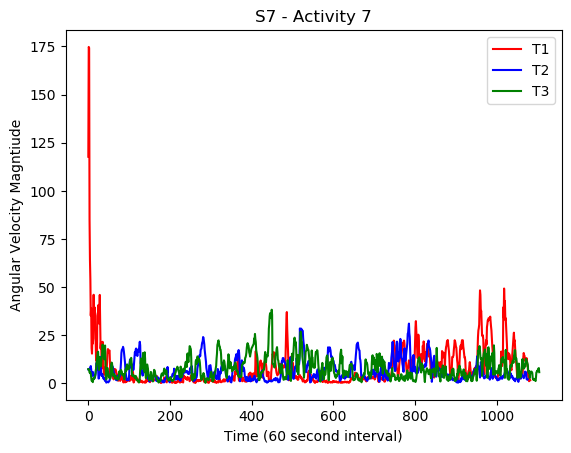 S7 - Activity 7
175
150
125
100
75
50
25
0
Angular Velocity Magntiude
T1
T2
T3
0 200 400 600 800 1000
Time (60 second interval)